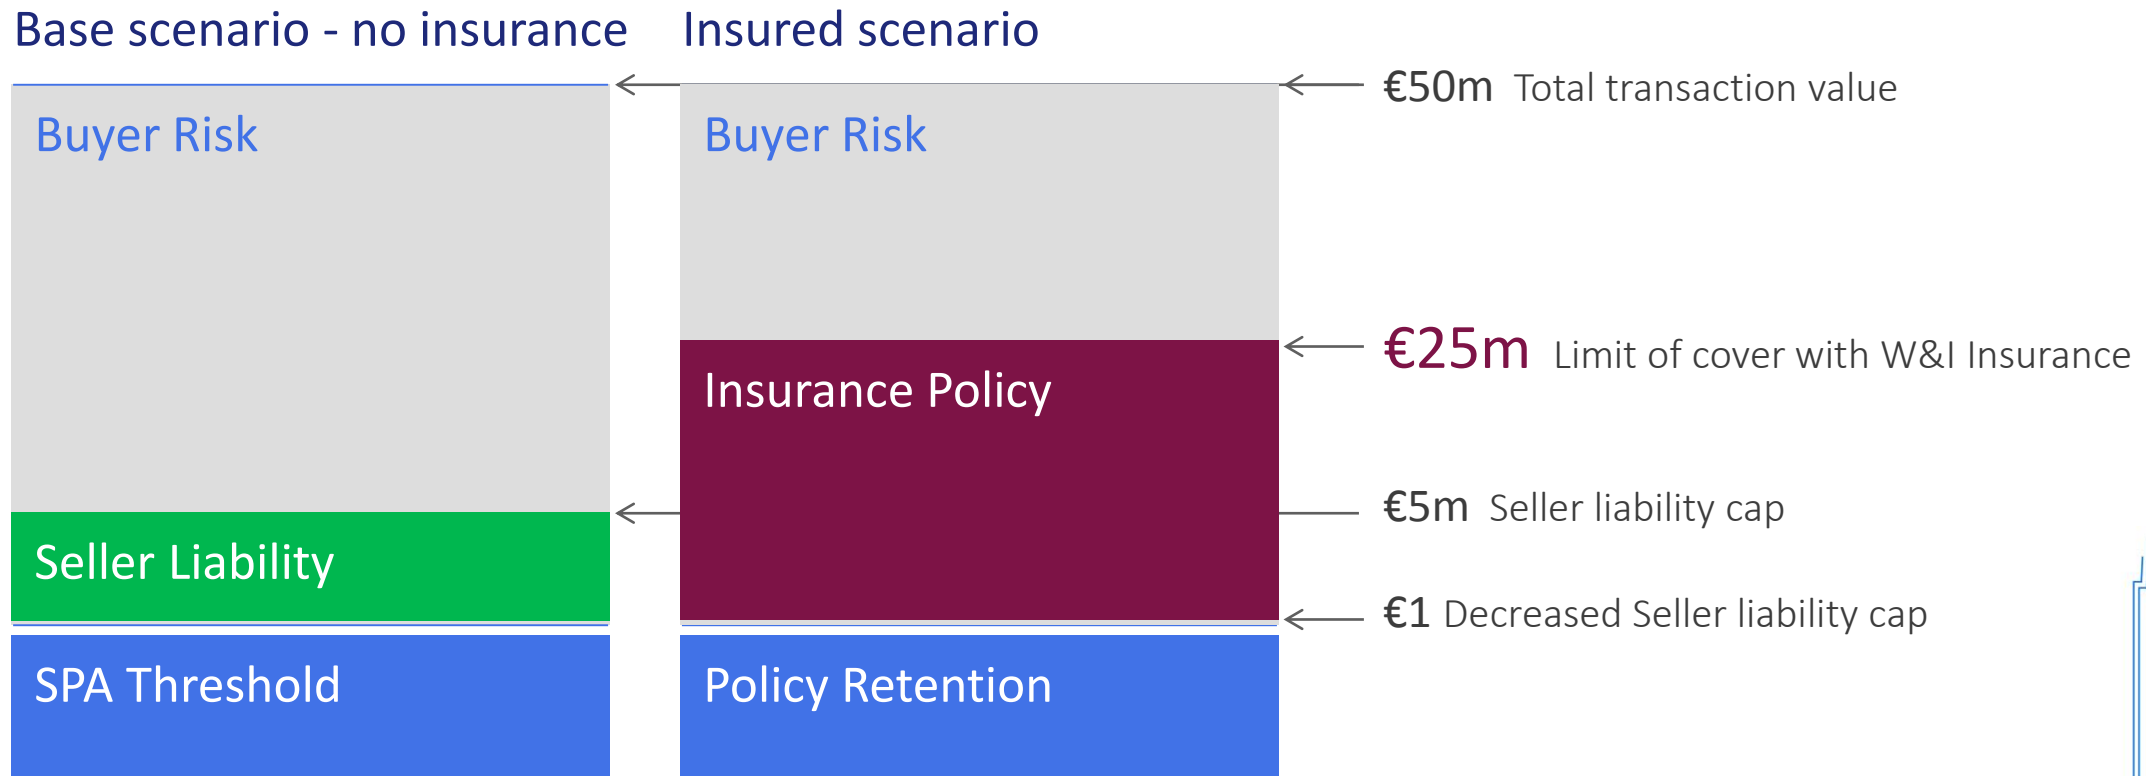 Base scenario - no insurance
Insured scenario
Buyer Risk
Buyer Risk
€50m Total transaction value
€25m Limit of cover with W&I Insurance
Insurance Policy
€5m Seller liability cap
Seller Liability
€1 Decreased Seller liability cap
SPA Threshold
Policy Retention